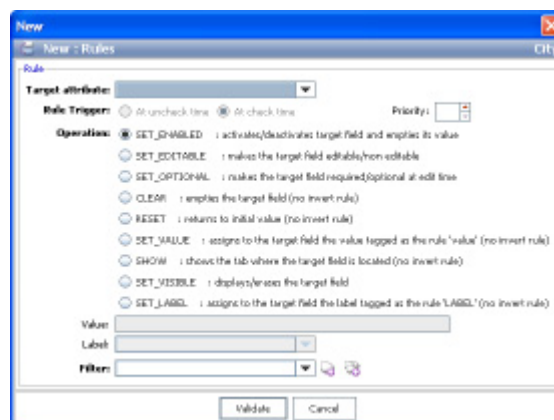 New
New : Rules City
Rule
Target attribute:
Rule Trigger: At uncheck time At check time Priority:
Operation: SET_ENABLED : activates/deactivates target field and empties its value
SET_EDITABLE : makes the target field editable/non editable
SET_OPTIONAL : makes the target field required/optional at edit time
CLEAR : empties the target field (no invert rule)
RESET : returns to initial value (no invert rule)
SET_VALUE : assigns to the target field the value tagged as the rule 'value' (no invert rule)
SHOW : shows the tab where the target field is located (no invert rule)
SET_VISIBLE : displays/erases the target field
SET_LABEL : assigns to the target field the label tagged as the rule 'LABEL' (no invert rule)
Value:
Label:
Filter:
Validate Cancel